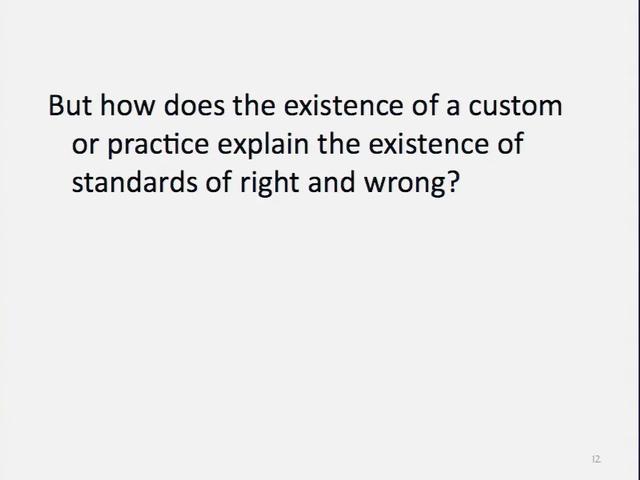 But how does the existence of a custom
or practice explain the existence of
standards of right and wrong?
12